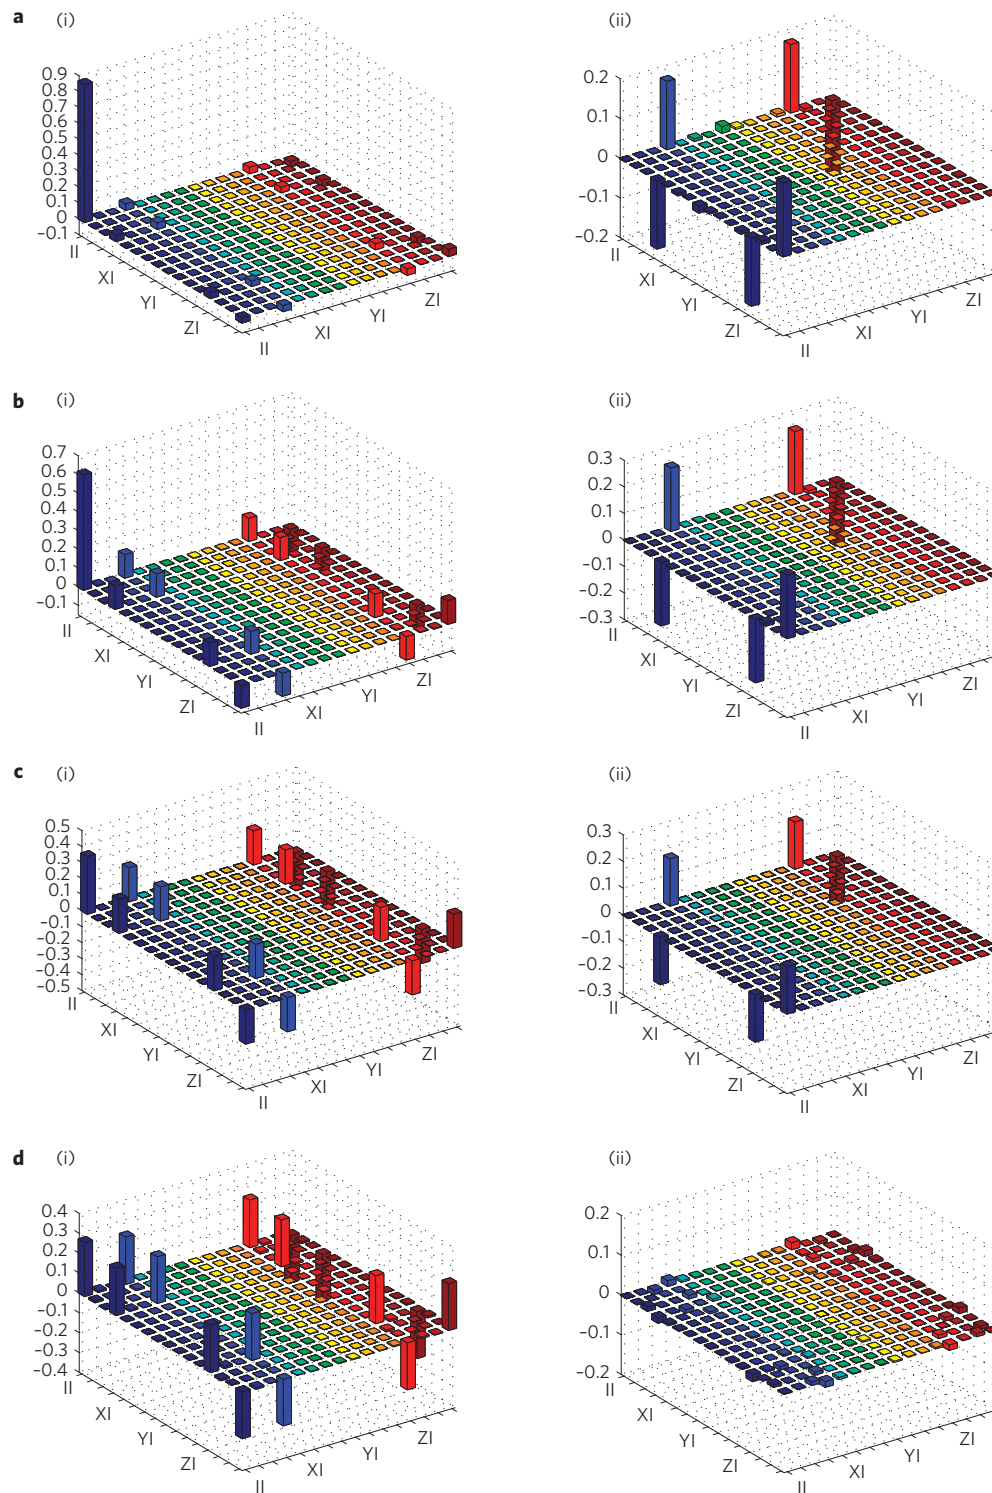 a (i) (ii)
0.9
0.8
0.7
0.6
0.5
0.4
0.3
0.2
0.1
0
−0.1
II
XI
YI
ZI
II
XI
YI
ZI
0.2
0.1
0
−0.1
−0.2
II
XI
YI
ZI
II
XI
YI
ZI
b (i) (ii)
0.7
0.6
0.5
0.4
0.3
0.2
0.1
0
−0.1
II
XI
YI
ZI
II
XI
YI
ZI
0.3
0.2
0.1
0
−0.1
−0.2
−0.3
II
XI
YI
ZI
II
XI
YI
ZI
c (i) (ii)
0.5
0.4
0.3
0.2
0.1
0
−0.1
−0.2
−0.3
−0.4
−0.5
II
XI
YI
ZI
II
XI
YI
ZI
0.3
0.2
0.1
0
−0.1
−0.2
−0.3
II
XI
YI
ZI
II
XI
YI
ZI
d (i) (ii)
0.4
0.3
0.2
0.1
0
−0.1
−0.2
−0.3
−0.4
II
XI
YI
ZI
II
XI
YI
ZI
0.2
0.1
0
−0.1
−0.2
II
YI
ZI
II
XI
YI
ZI